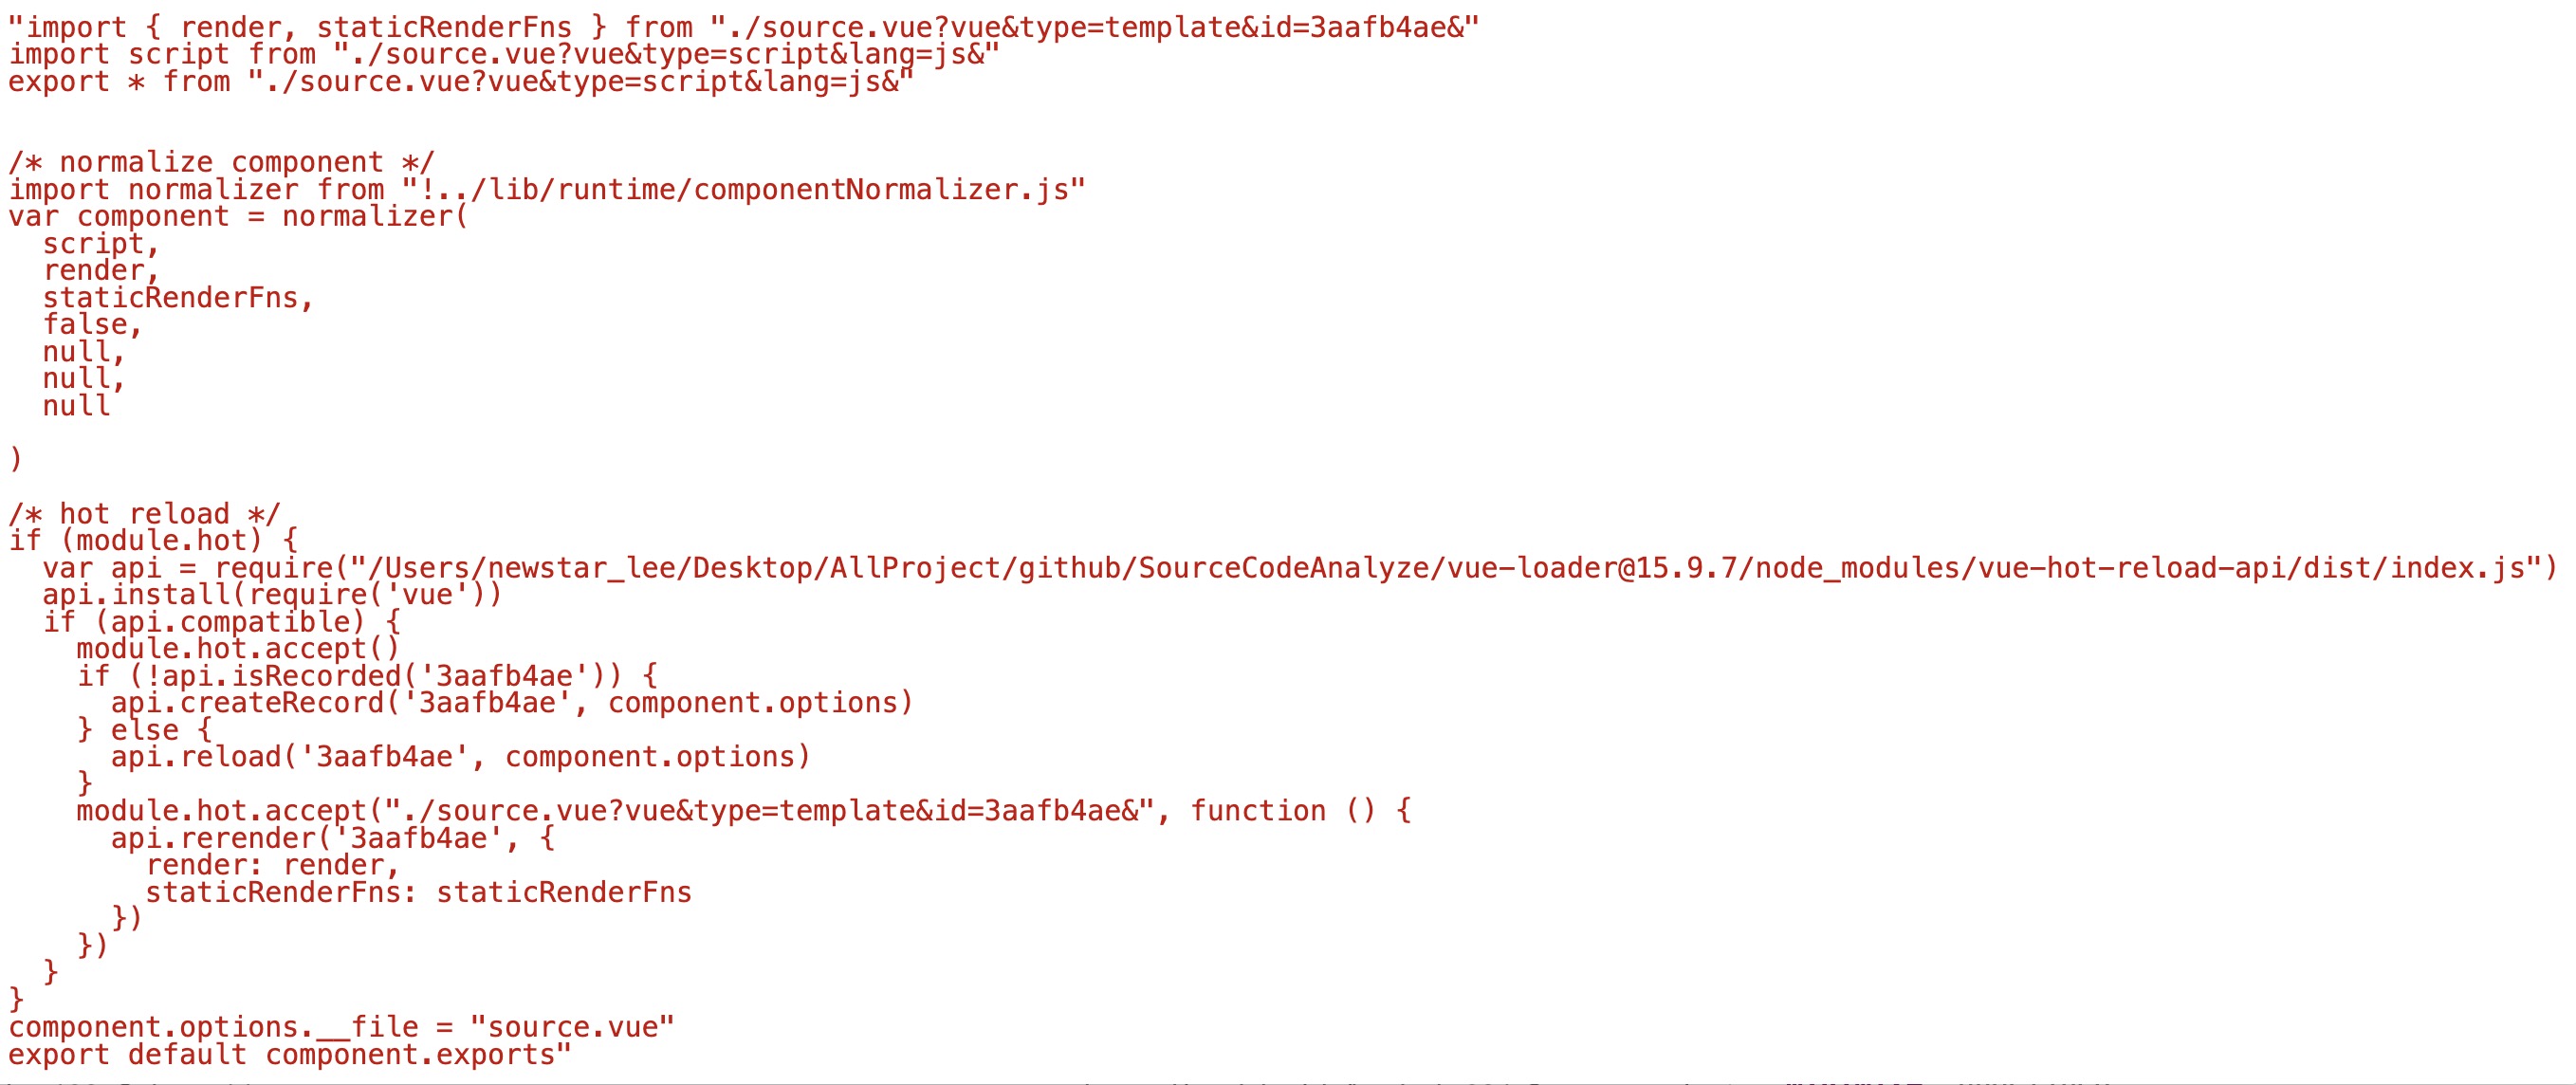 "import { render, staticRenderFns } from "./source.vue?vue&type=template&id=3aafb4ae&"
import script from "./source.vue?vue&type=script&lang=js&"
export * from "./source.vue?vue&type=script&lang=js&"
/* normalize component */
import normalizer from "!../lib/runtime/componentNormalizer.js"
var component = normalizer(
  script,
  render,
  staticRenderFns,
  false,
  null,
  null,
  null
)
/* hot reload */
if (module.hot) {
  var api = require("/Users/newstar_lee/Desktop/AllProject/github/SourceCodeAnalyze/vue-loader@15.9.7/node_modules/vue-hot-reload-api/dist/index.js")
  api.install(require('vue'))
  if (api.compatible) {
    module.hot.accept()
    if (!api.isRecorded('3aafb4ae')) {
      api.createRecord('3aafb4ae', component.options)
    } else {
      api.reload('3aafb4ae', component.options)
    }
    module.hot.accept("./source.vue?vue&type=template&id=3aafb4ae&", function () {
      api.rerender('3aafb4ae', {
        render: render,
        staticRenderFns: staticRenderFns
      })
    })
  }
}
component.options.__file = "source.vue"
export default component.exports"